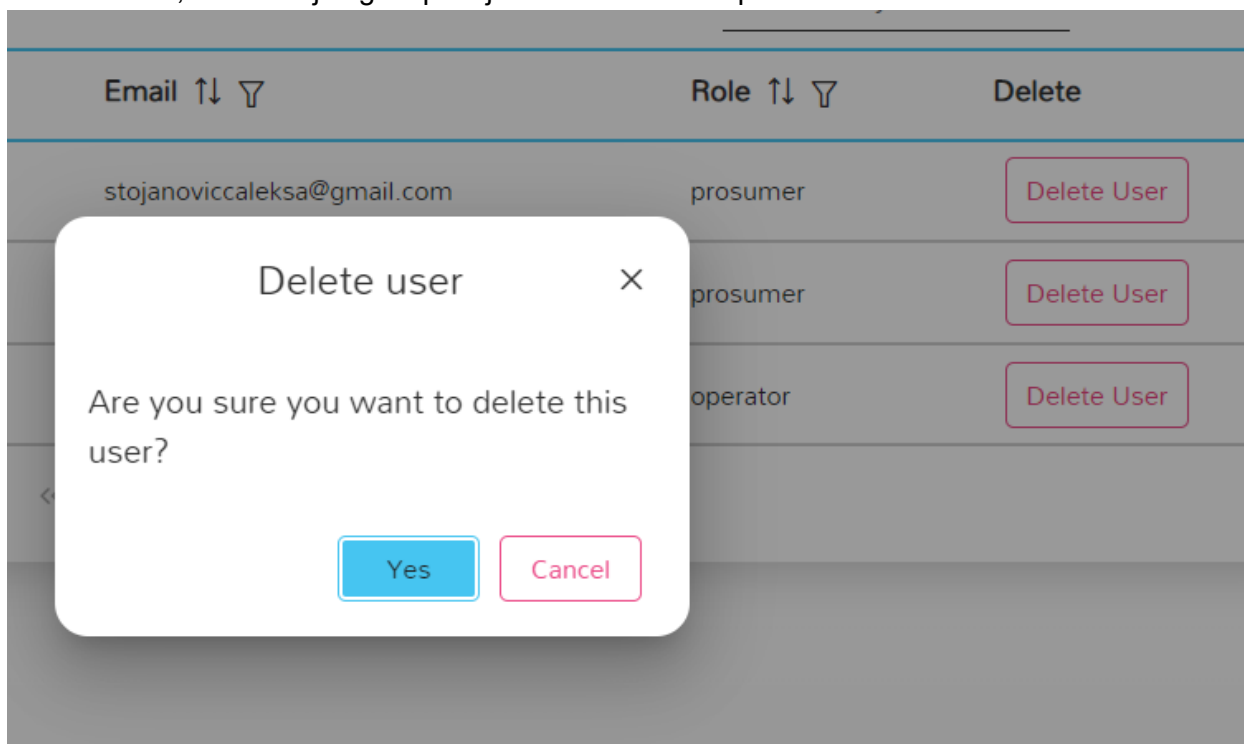 Email Role Delete
stojanoviccaleksa@gmail.com prosumer Delete User
Delete user
prosumer Delete User
Are you sure you want to delete this
user?
operator Delete User
Yes Cancel